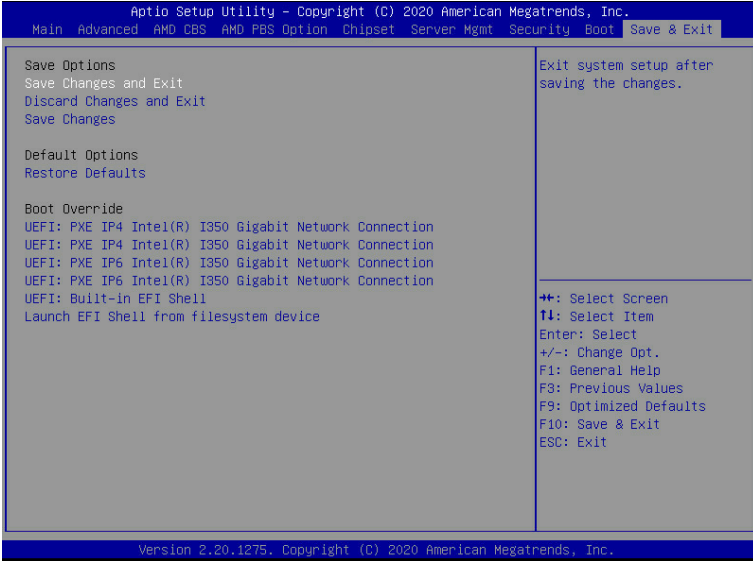 Aptio Setup Utility – Copyright (C) 2020 American Megatrends, Inc.
Main Advanced AMD CBS AMD PBS Option Chipset Server Mgmt Security Boot Save & Exit
Save Options
Save Changes and Exit
Discard Changes and Exit
Save Changes
Default Options
Restore Defaults
Boot Override
UEFI: PXE IP4 Intel(R) I350 Gigabit Network Connection
UEFI: PXE IP4 Intel(R) I350 Gigabit Network Connection
UEFI: PXE IP6 Intel(R) I350 Gigabit Network Connection
UEFI: PXE IP6 Intel(R) I350 Gigabit Network Connection
UEFI: Built-in EFI Shell
Launch EFI Shell from filesystem device
Exit system setup after
saving the changes.
→←: Select Screen
↑↓: Select Item
Enter: Select
+/-: Change Opt.
F1: General Help
F3: Previous Values
F9: Optimized Defaults
F10: Save & Exit
ESC: Exit
Version 2.20.1275. Copyright (C) 2020 American Megatrends, Inc.